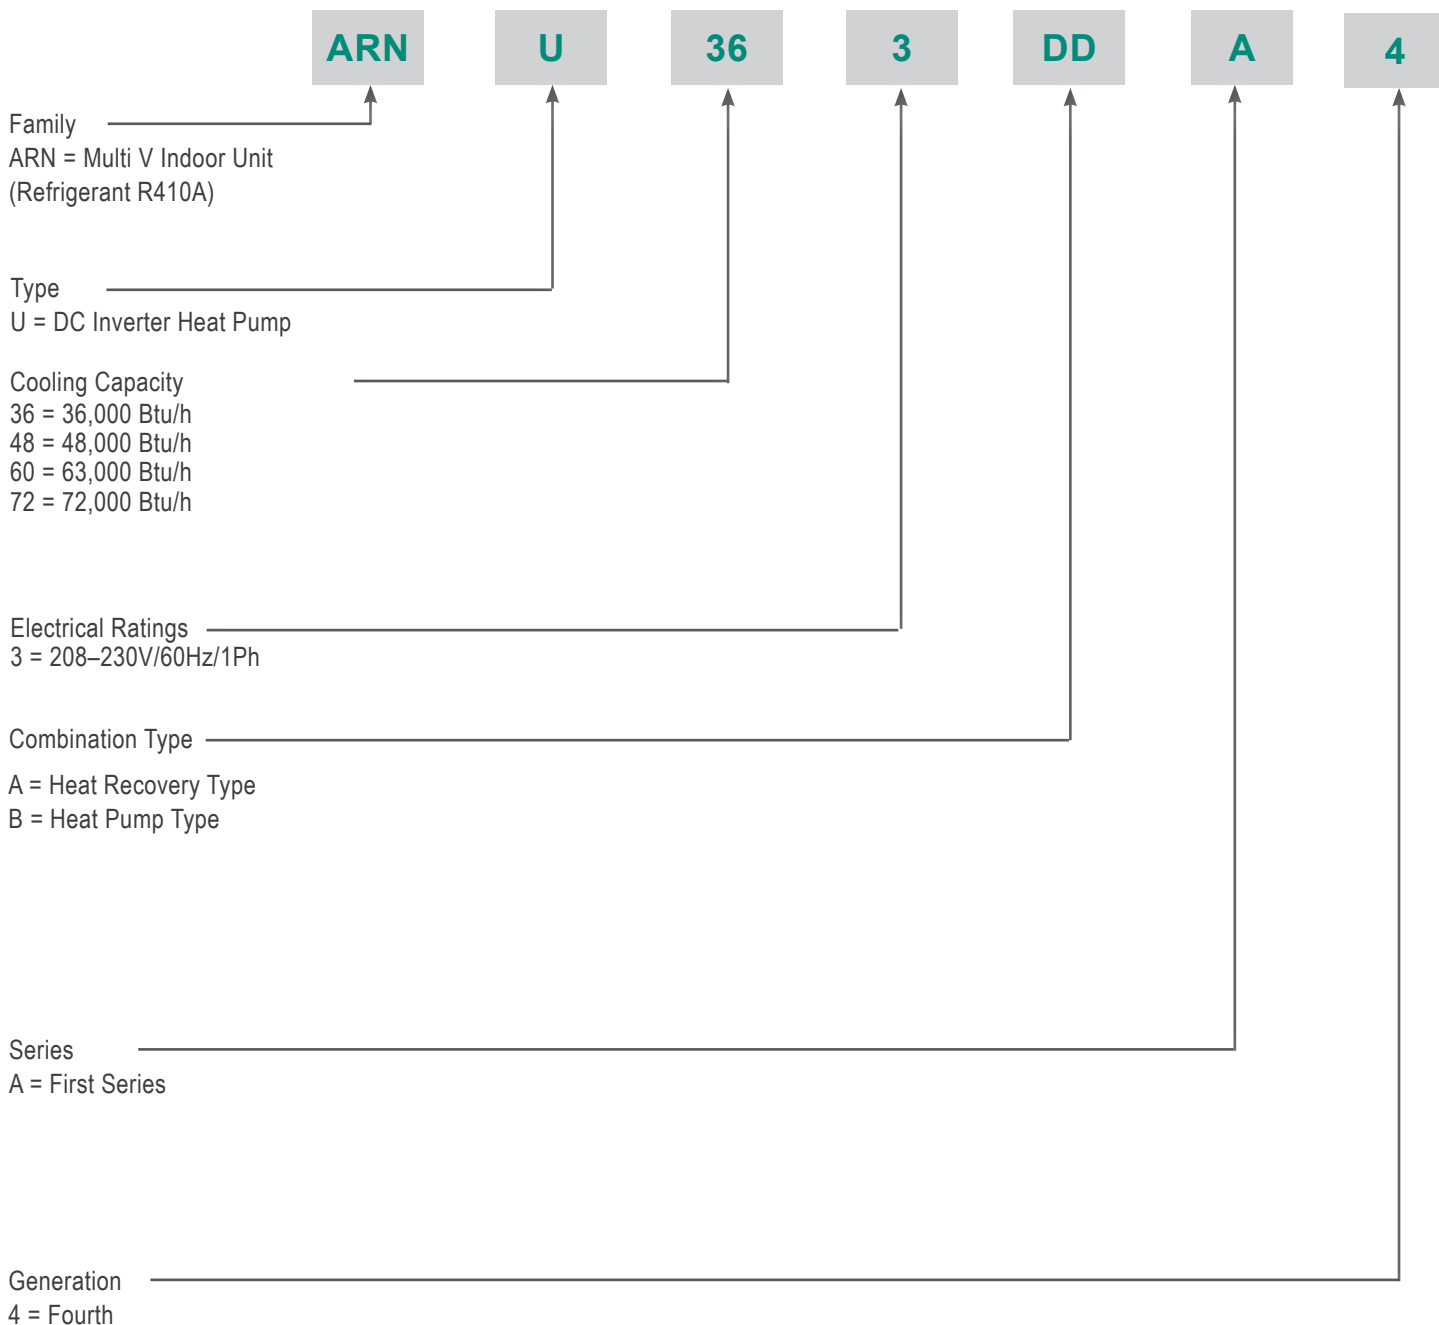 ARN U 36 3 DD A 4
Family
ARN = Multi V Indoor Unit
(Refrigerant R410A)
Type
U = DC Inverter Heat Pump
Cooling Capacity
36 = 36,000 Btu/h
48 = 48,000 Btu/h
60 = 63,000 Btu/h
72 = 72,000 Btu/h
Electrical Ratings
3 = 208–230V/60Hz/1Ph
Combination Type
A = Heat Recovery Type
B = Heat Pump Type
Series
A = First Series
Generation
4 = Fourth